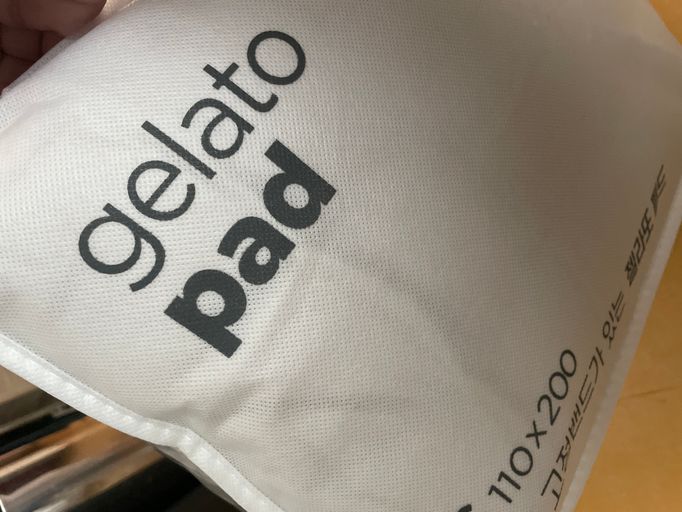 gelato
pad
110 x 200
고정밴드가 있는 젤라또 패드